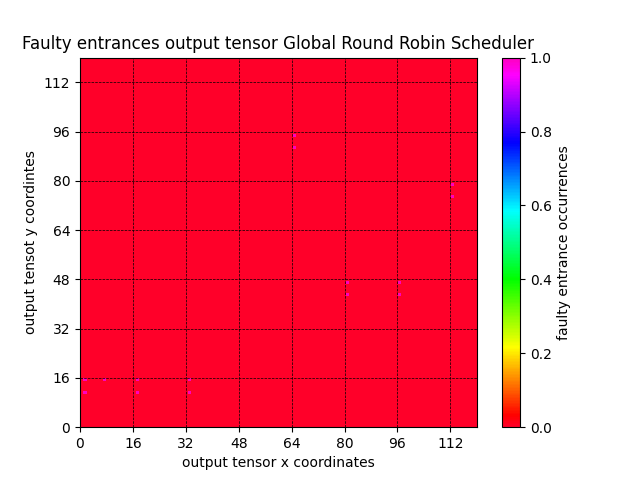 Faulty entrances output tensor Global Round Robin Scheduler
output tensot y coordintes
112
96
80
64
48
32
16
0
0 16 32 48 64 80 96 112
output tensor x coordinates
1.0
0.8
0.6
0.4
0.2
0.0
faulty entrance occurrences